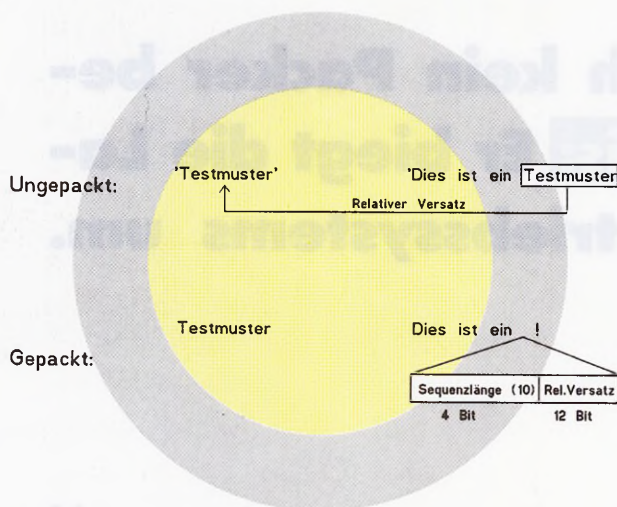 Ungepackt:
'Testmuster' 'Dies ist ein Testmuster
Relativer Versatz
Gepackt:
Testmuster Dies ist ein !
Sequenzlänge (10) Rel.Versatz
4 Bit 12 Bit